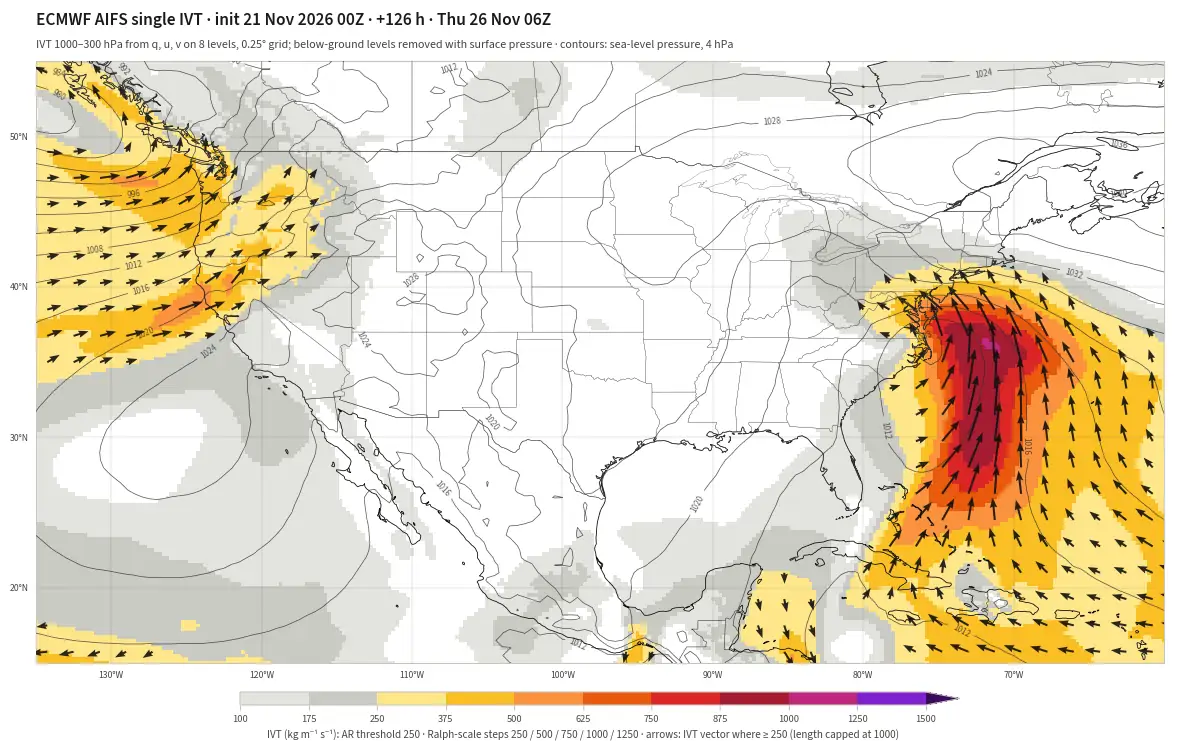 ECMWF AIFS single IVT · init 21 Nov 2026 00Z · +126 h · Thu 26 Nov 06Z
IVT 1000–300 hPa from q, u, v on 8 levels, 0.25° grid; below-ground levels removed with surface pressure · contours: sea-level pressure, 4 hPa
984
992
1012
1024
992
1028
50°N
1036
996
1008
1012
1032
1016
1028
40°N
1020
1024
1024
1020
1012
1016
30°N
1016
1020
20°N
1012
1012
130°W 120°W 110°W 100°W 90°W 80°W 70°W
100 175 250 375 500 625 750 875 1000 1250 1500
IVT (kg m⁻¹ s⁻¹): AR threshold 250 · Ralph-scale steps 250 / 500 / 750 / 1000 / 1250 · arrows: IVT vector where ≥ 250 (length capped at 1000)